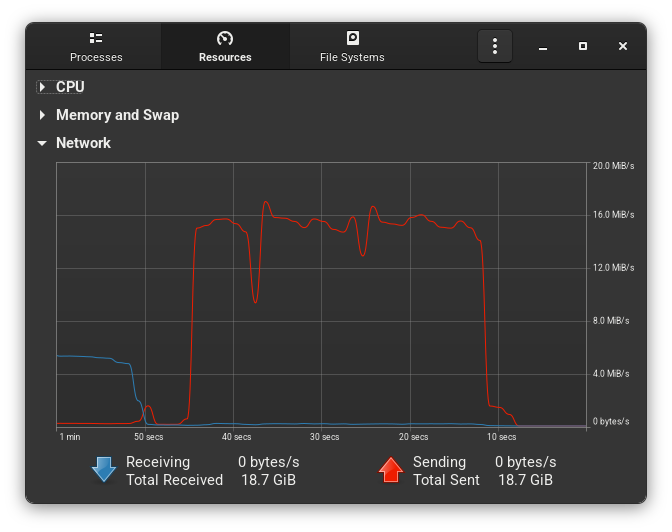 Processes
Resources
File Systems
CPU
Memory and Swap
Network
20.0 MiB/s
16.0 MiB/s
12.0 MiB/s
8.0 MiB/s
4.0 MiB/s
0 bytes/s
1 min 50 secs 40 secs 30 secs 20 secs 10 secs
Receiving 0 bytes/s
Total Received 18.7 GiB
Sending 0 bytes/s
Total Sent 18.7 GiB